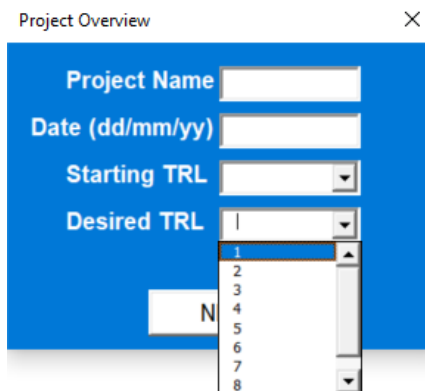 Project Overview
Project Name
Date (dd/mm/yy)
Starting TRL
Desired TRL
1
2
3
4
5
6
7
8
N